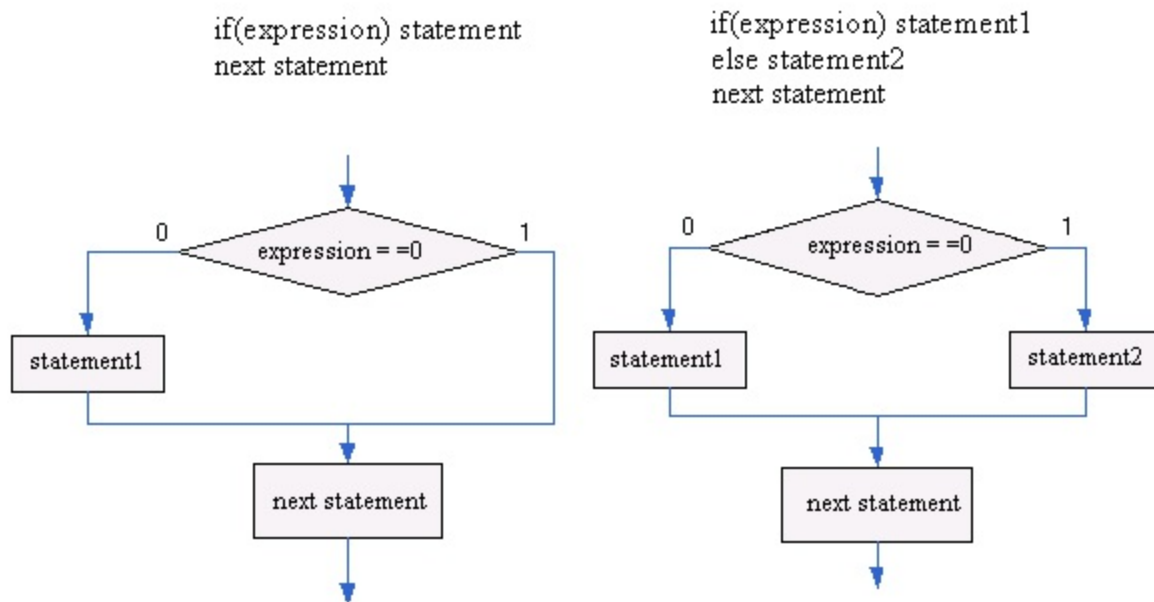 if(expression) statement
next statement
0
1
expression = =0
statement1
next statement
if(expression) statement1
else statement2
next statement
0
1
expression = =0
statement1
statement2
next statement